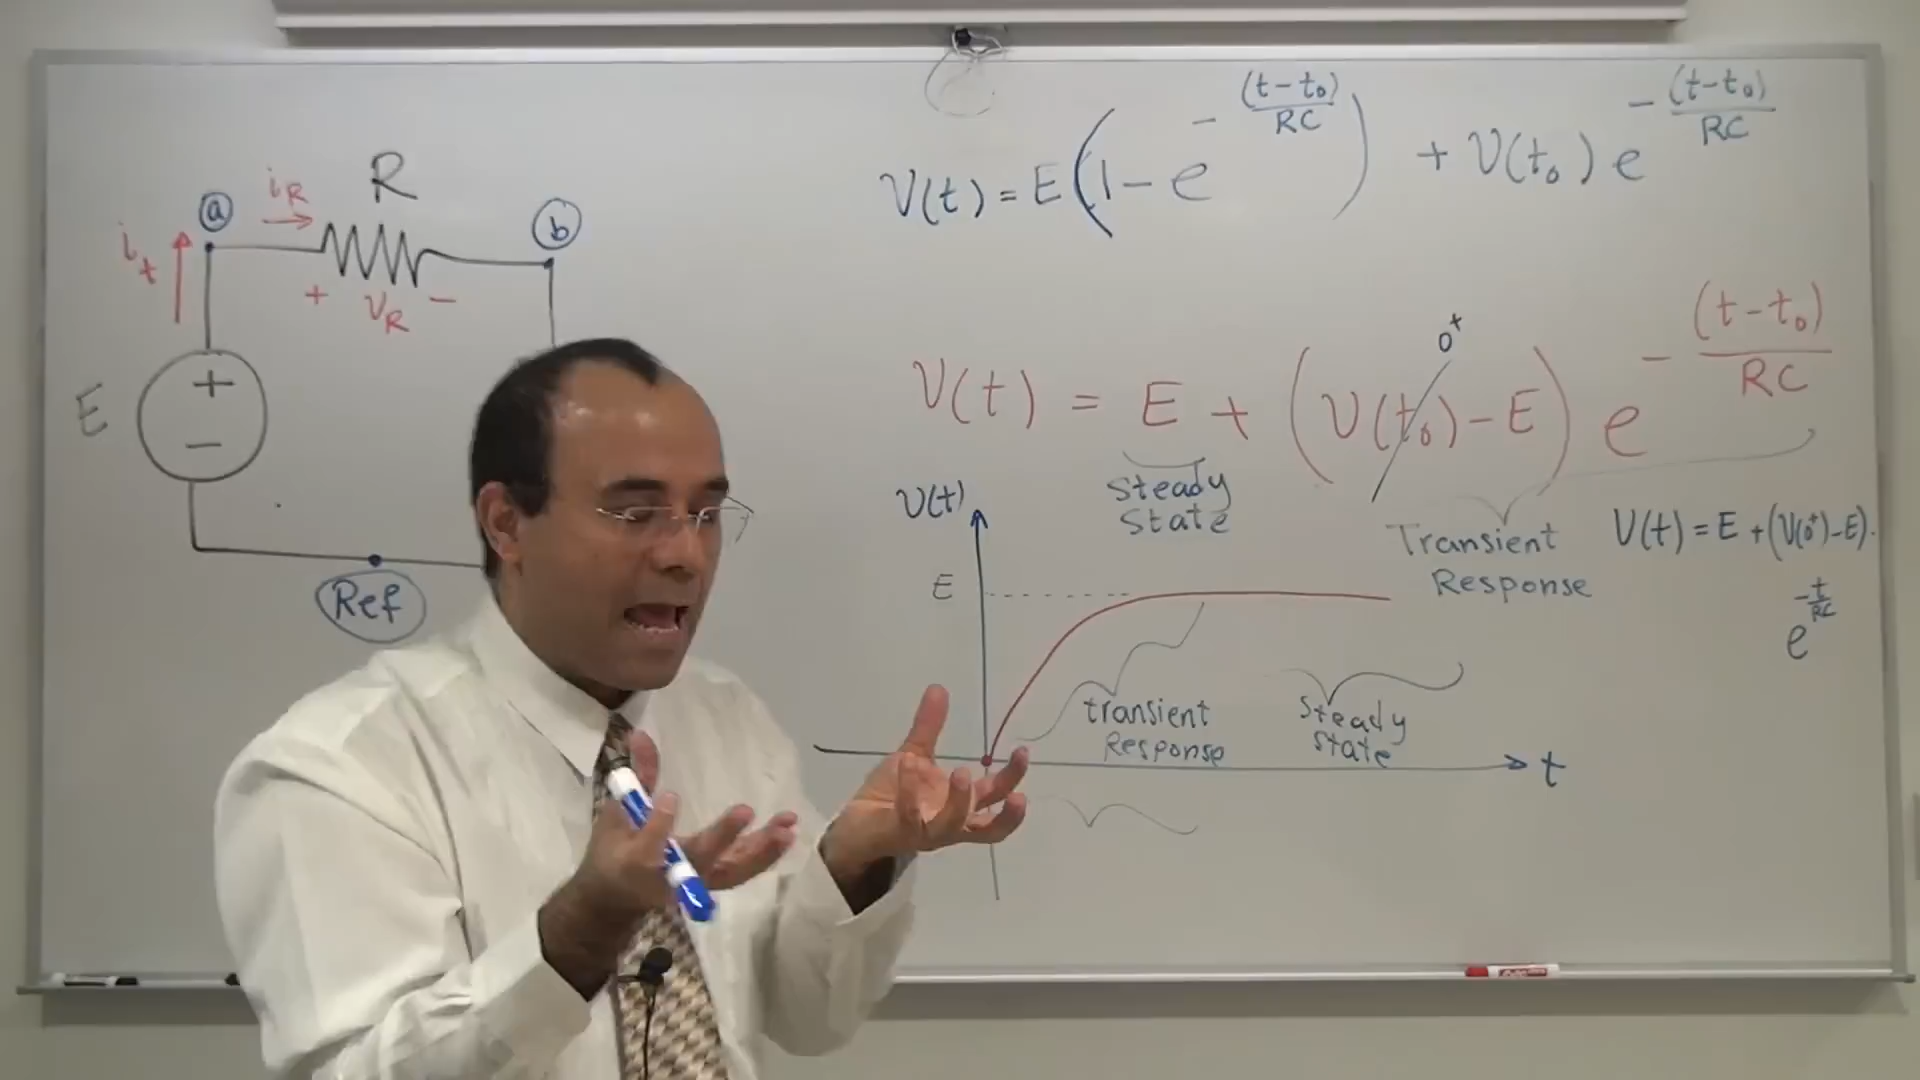 R
i_R
ⓐ
ⓑ
i_t
+ v_R −
E
+
−
Ref
V(t) = E(1 − e^{−(t−t₀)/RC}) + V(t₀) e^{−(t−t₀)/RC}
0⁺
V(t) = E + (V(t₀) − E) e^{−(t−t₀)/RC}
Steady
State
Transient
Response
V(t) = E + (V(0⁺) − E).
e^{−t/RC}
V(t)
E
transient
Response
Steady
State
t